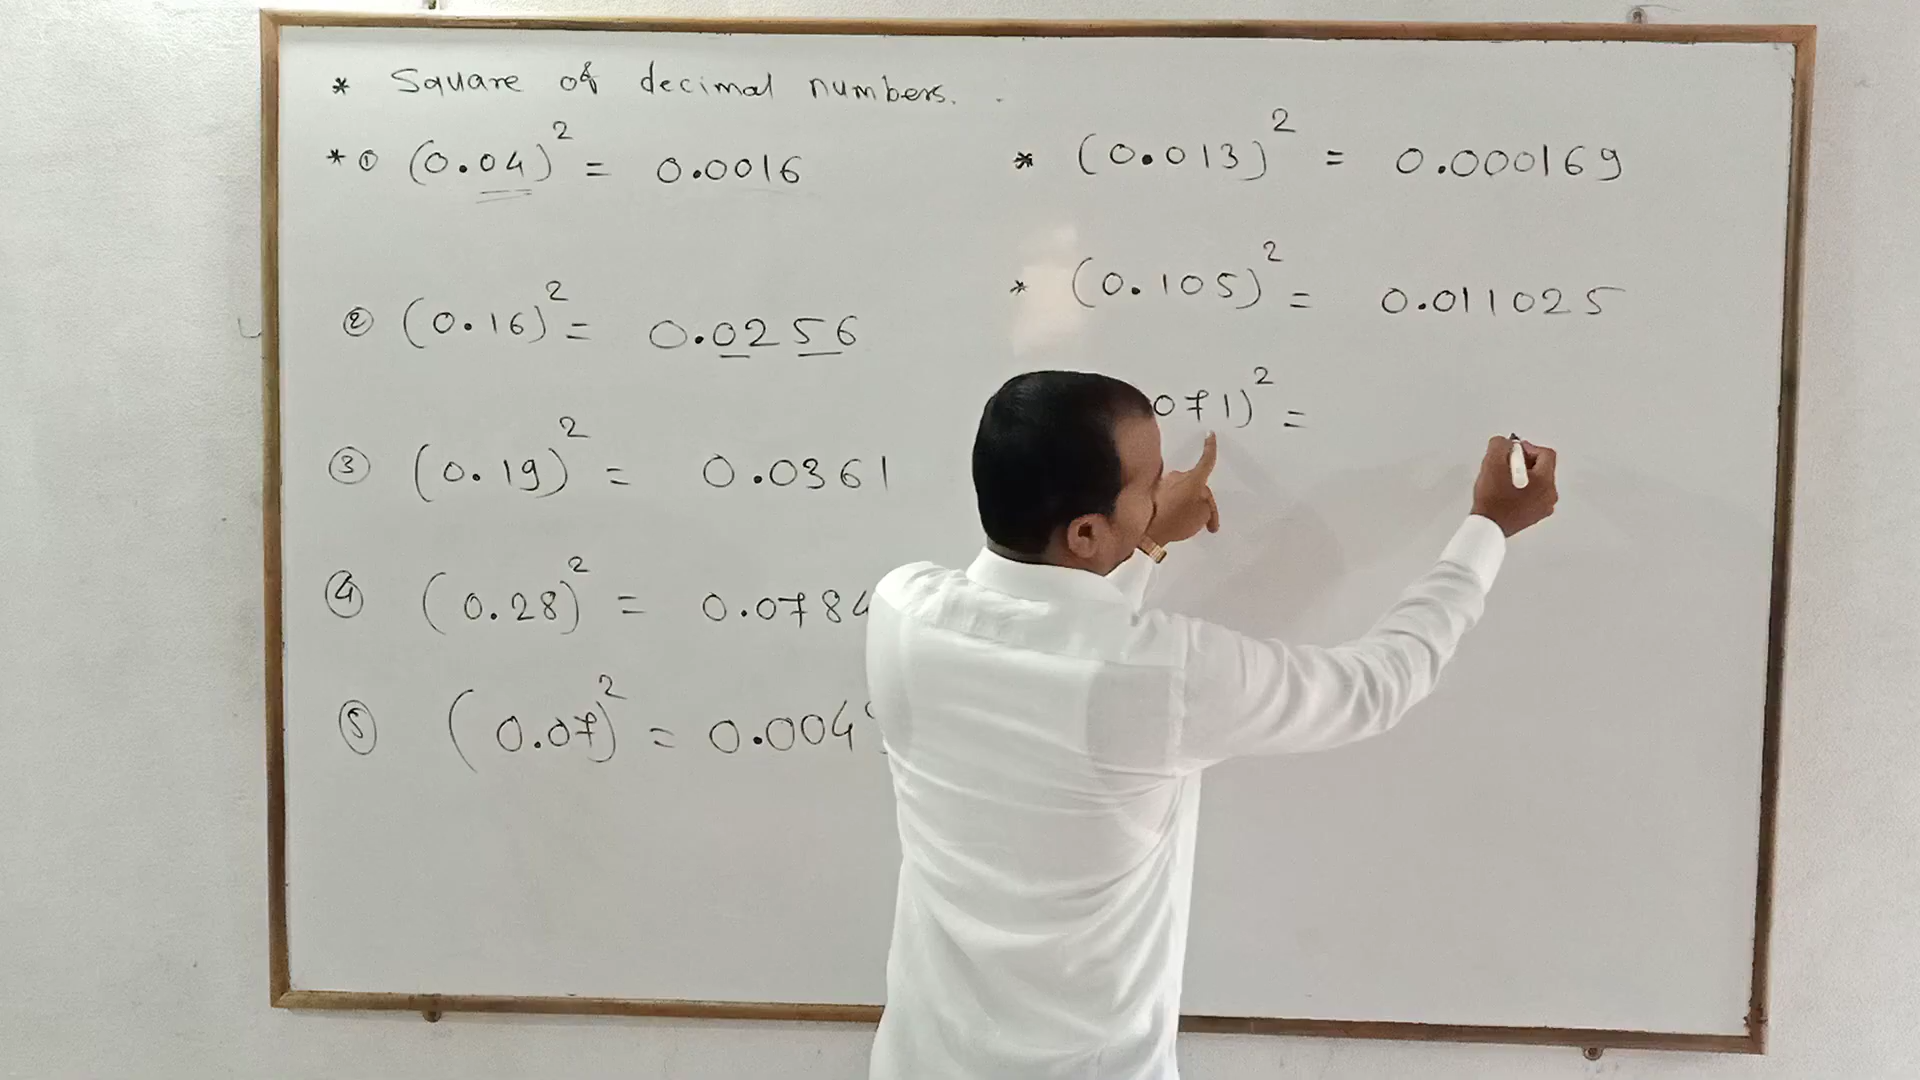 * Square of decimal numbers.
* ① (0.04)² = 0.0016
② (0.16)² = 0.0256
③ (0.19)² = 0.0361
④ (0.28)² = 0.0784
⑤ (0.07)² = 0.004
* (0.013)² = 0.000169
* (0.105)² = 0.011025
071)² =